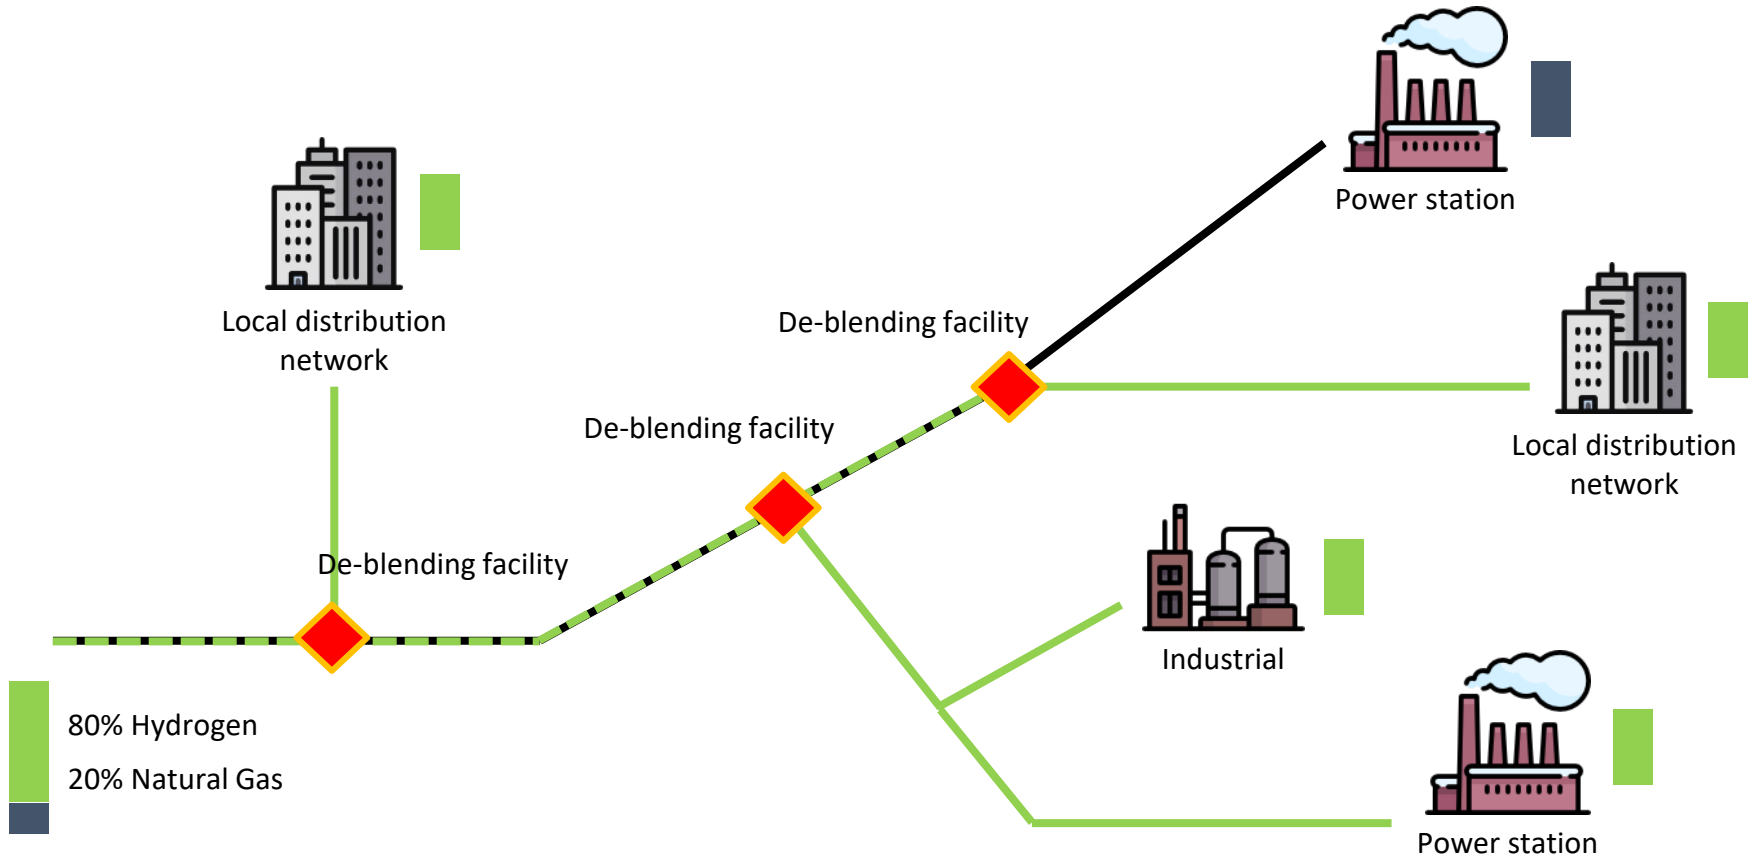 Power station
Local distribution
network
De-blending facility
De-blending facility
Local distribution
network
De-blending facility
Industrial
80% Hydrogen
20% Natural Gas
Power station